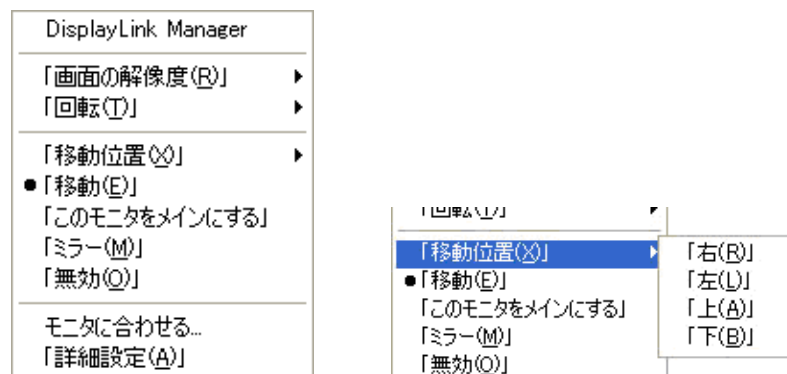 DisplayLink Manager
「画面の解像度(R)」
「回転(T)」
「移動位置(X)」
「移動(E)」
「このモニタをメインにする」
「ミラー(M)」
「無効(O)」
モニタに合わせる...
「詳細設定(A)」
「回転(T)」
「移動位置(X)」
「移動(E)」
「このモニタをメインにする」
「ミラー(M)」
「無効(O)」
「右(R)」
「左(L)」
「上(A)」
「下(B)」